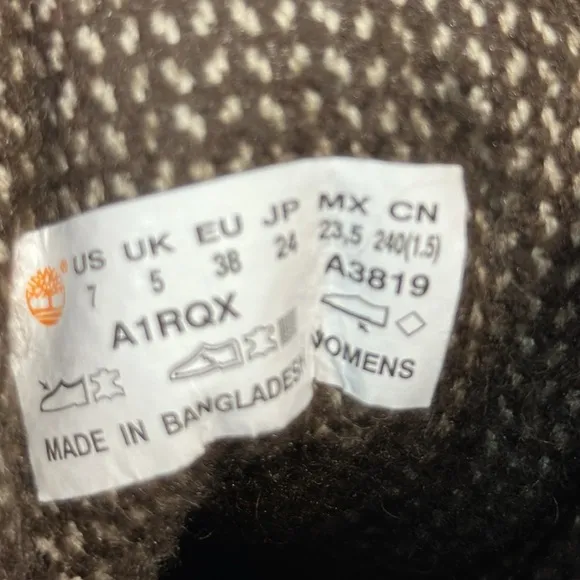 US UK EU JP MX CN
7 5 38 24 23,5 240(1.5)
A1RQX A3819
WOMENS
MADE IN BANGLADESH